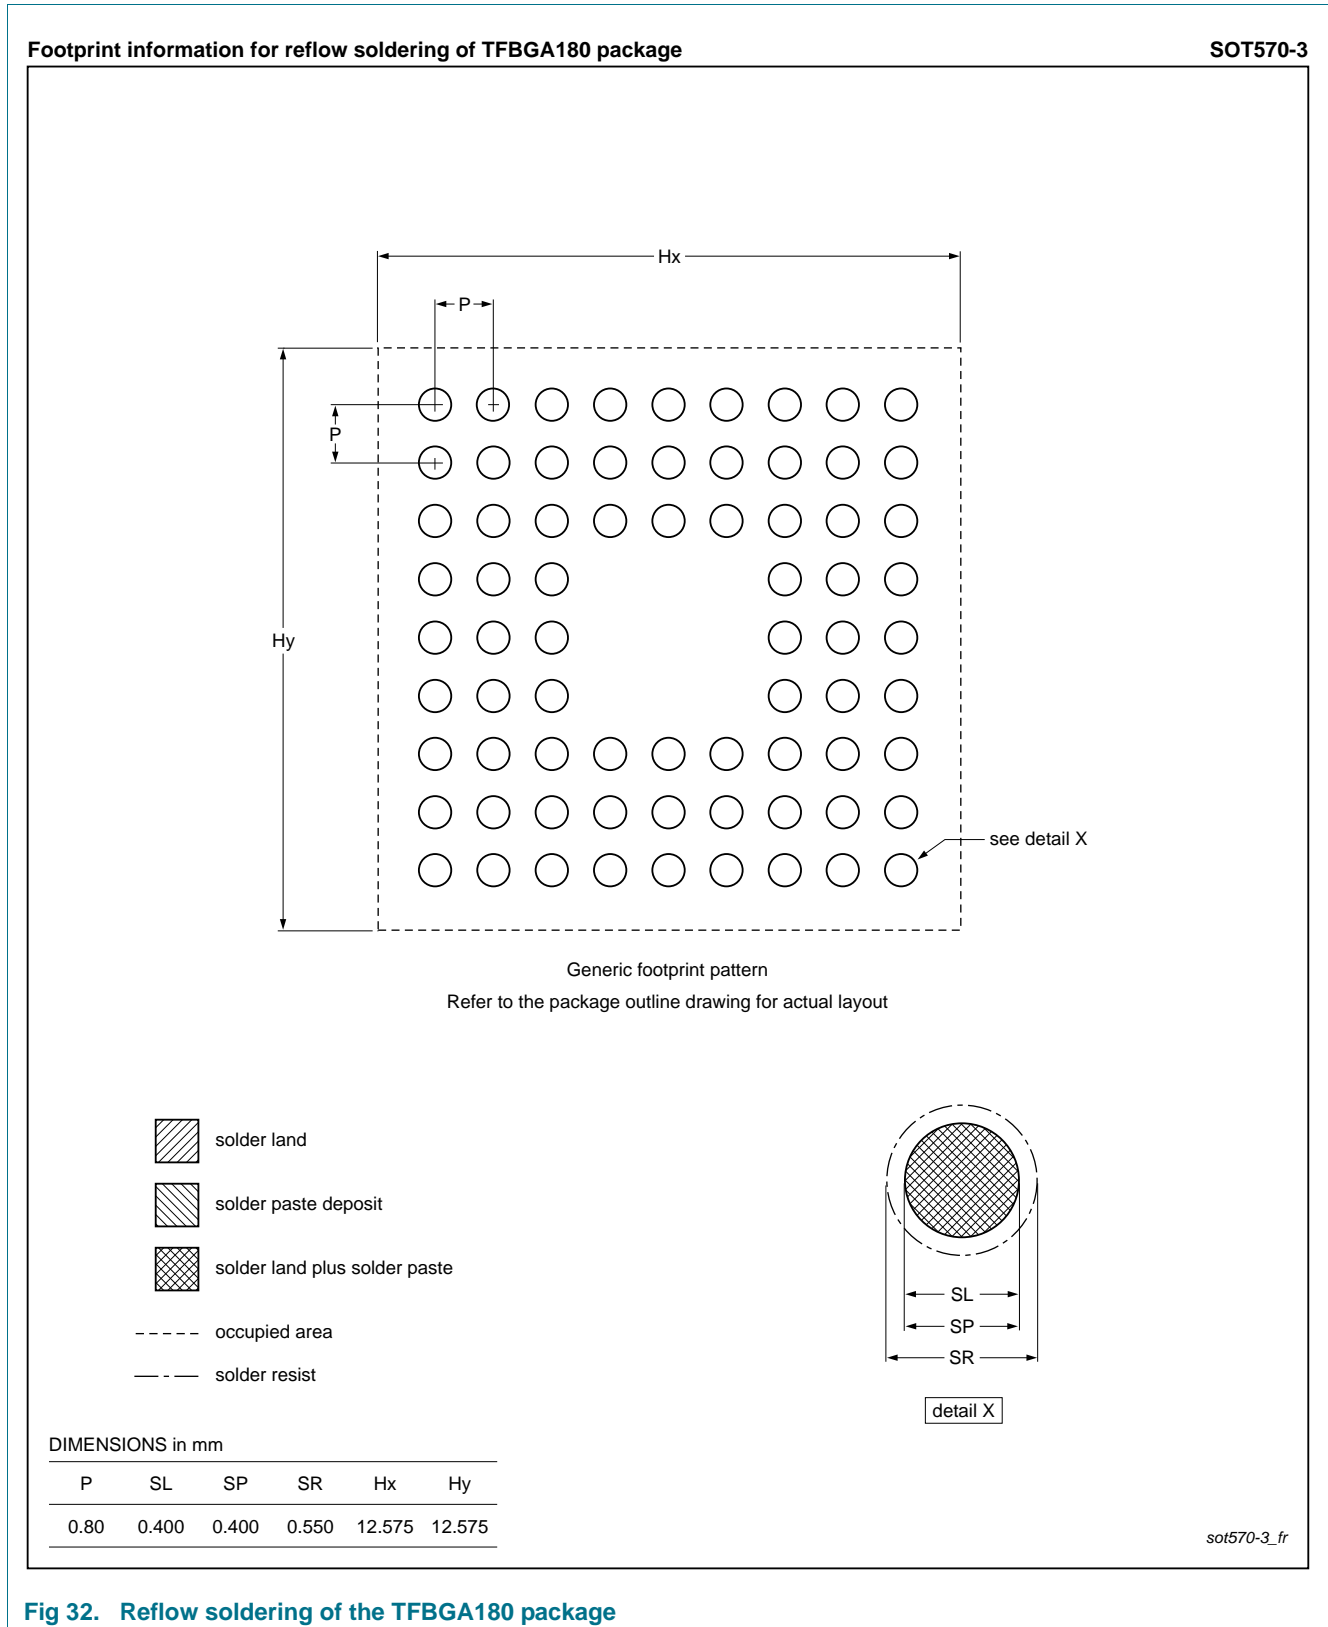 Footprint information for reflow soldering of TFBGA180 package SOT570-3
Hx
P
P
Hy
see detail X
Generic footprint pattern
Refer to the package outline drawing for actual layout
solder land
solder paste deposit
solder land plus solder paste
occupied area
solder resist
SL
SP
SR
detail X
DIMENSIONS in mm
P SL SP SR Hx Hy
0.80 0.400 0.400 0.550 12.575 12.575
sot570-3_fr
Fig 32. Reflow soldering of the TFBGA180 package